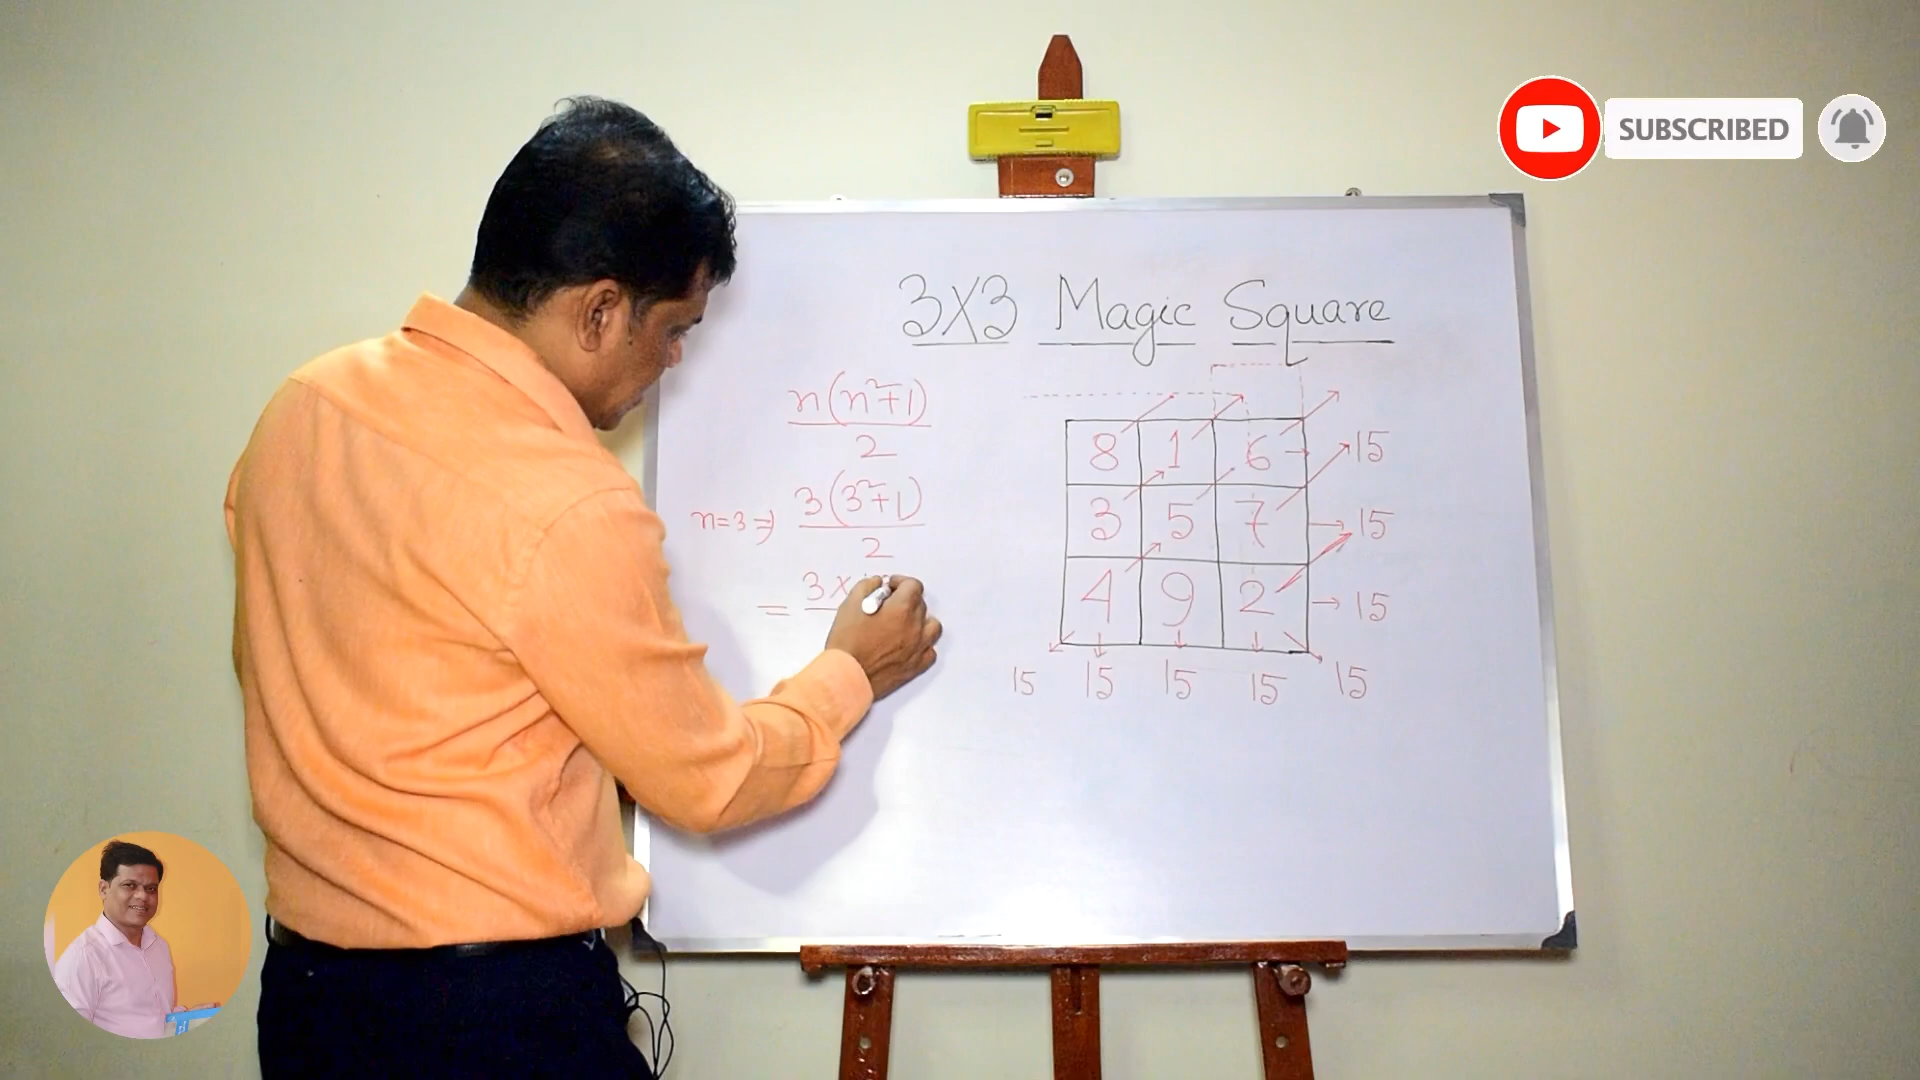 SUBSCRIBED
3X3 Magic Square
n(n²+1)
2
n=3 ⇒ 3(3²+1)
2
= 3×
8 1 6 → 15
3 5 7 → 15
4 9 2 → 15
15 15 15 15 15